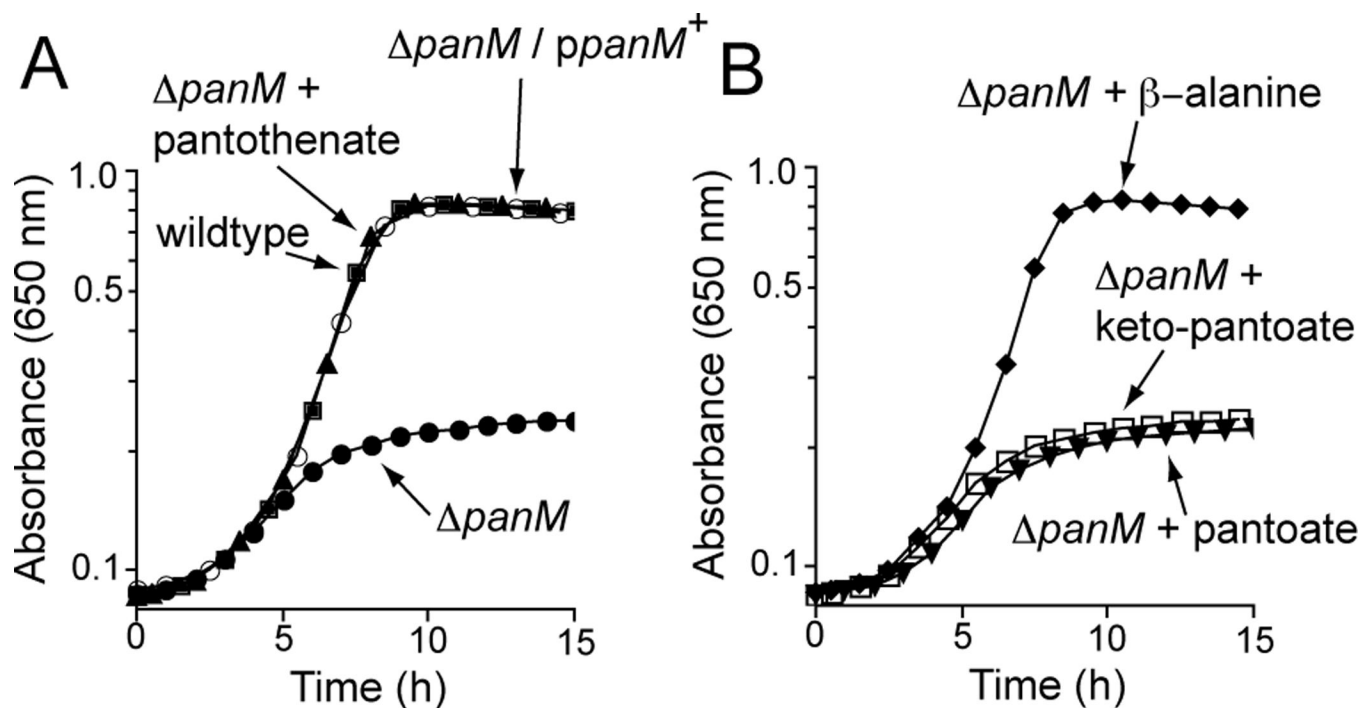 A
ΔpanM / ppanM+
ΔpanM +
pantothenate
wildtype
ΔpanM
1.0
0.5
0.1
Absorbance (650 nm)
0
5
10
15
Time (h)
B
ΔpanM + β-alanine
ΔpanM +
keto-pantoate
ΔpanM + pantoate
1.0
0.5
0.1
Absorbance (650 nm)
0
5
10
15
Time (h)